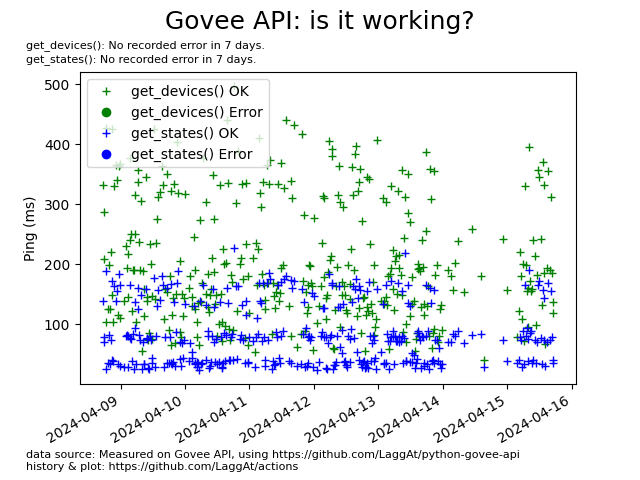 Govee API: is it working?
get_devices(): No recorded error in 7 days.
get_states(): No recorded error in 7 days.
get_devices() OK
get_devices() Error
get_states() OK
get_states() Error
Ping (ms)
500
400
300
200
100
2024-04-09
2024-04-10
2024-04-11
2024-04-12
2024-04-13
2024-04-14
2024-04-15
2024-04-16
data source: Measured on Govee API, using https://github.com/LaggAt/python-govee-api
history & plot: https://github.com/LaggAt/actions